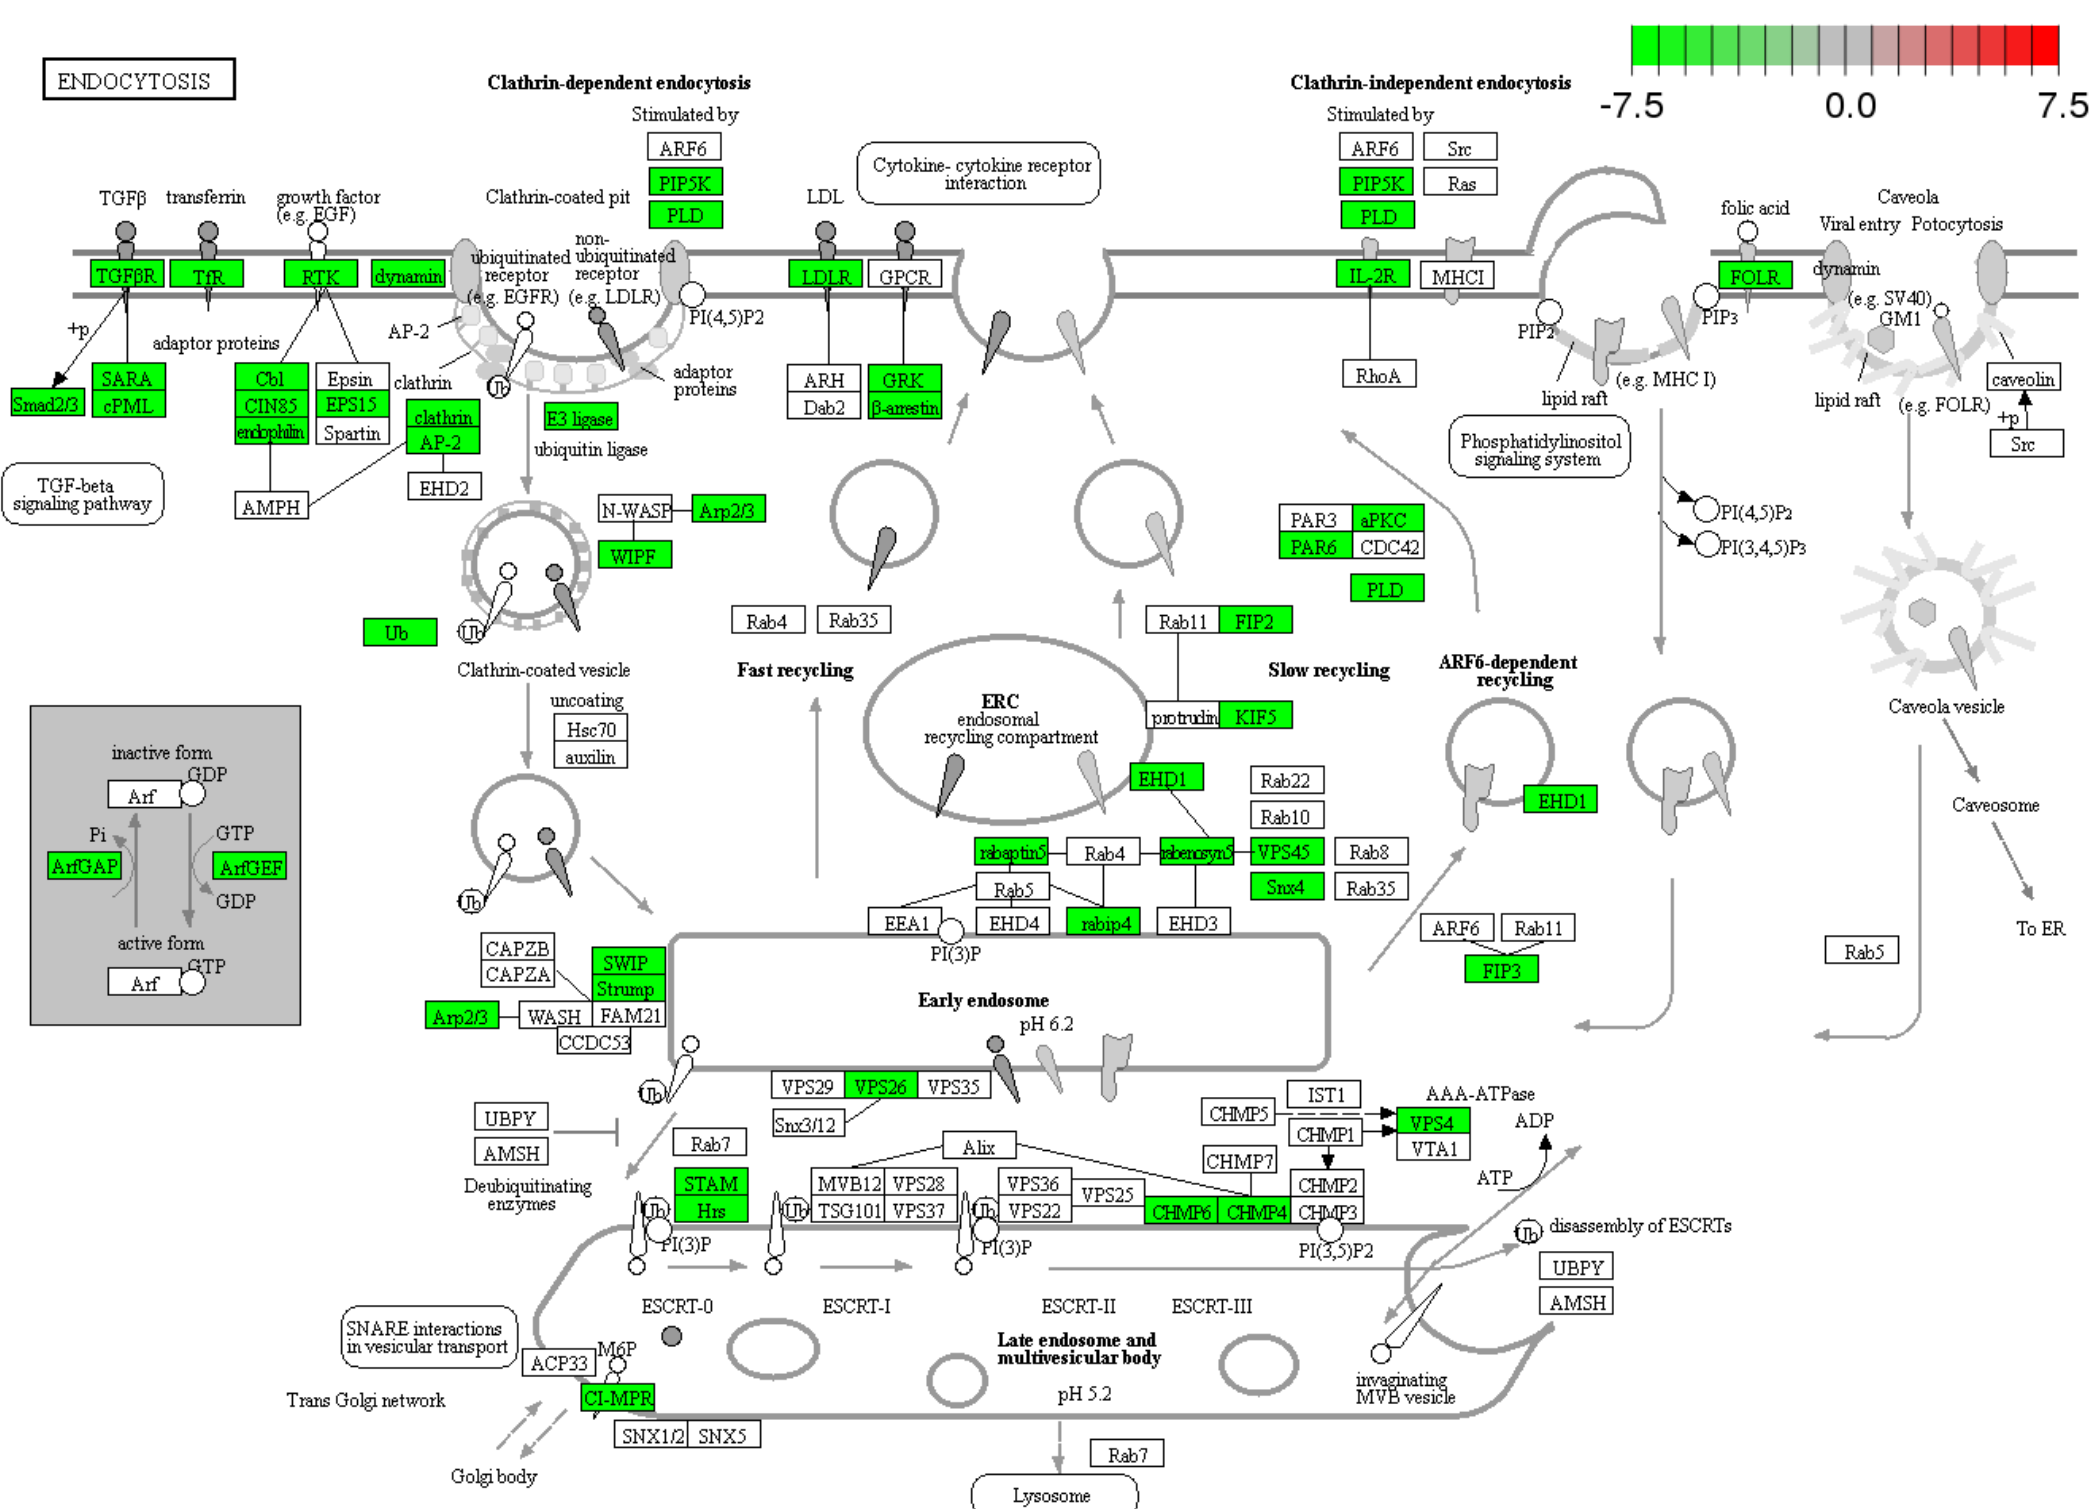 ENDOCYTOSIS
Clathrin-dependent endocytosis
Clathrin-independent endocytosis
-7.5
0.0
7.5
Stimulated by
ARF6
PIP5K
PLD
Cytokine- cytokine receptor
interaction
Stimulated by
ARF6
Src
PIP5K
Ras
PLD
TGFβ
transferrin
growth factor
(e.g. EGF)
Clathrin-coated pit
LDL
folic acid
Caveola
Viral entry
Potocytosis
TGFβR
TfR
RTK
dynamin
ubiquitinated
receptor
(e.g. EGFR)
non-
ubiquitinated
receptor
(e.g. LDLR)
PI(4,5)P2
LDLR
GPCR
IL-2R
MHCI
FOLR
dynamin
(e.g. SV40)
GM1
PIP2
PIP3
+p
adaptor proteins
AP-2
clathrin
adaptor
proteins
SARA
cPML
Smad2/3
Cbl
CIN85
endophilin
Epsin
EPS15
Spartin
clathrin
AP-2
EHD2
AMPH
E3 ligase
ubiquitin ligase
ARH
Dab2
GRK
β-arrestin
RhoA
lipid raft
(e.g. MHC I)
lipid raft
(e.g. FOLR)
caveolin
+p
Src
TGF-beta
signaling pathway
Phosphatidylinositol
signaling system
N-WASP
Arp2/3
WIPF
PAR3
aPKC
PAR6
CDC42
PLD
PI(4,5)P2
PI(3,4,5)P3
Ub
Ub
Ub
Clathrin-coated vesicle
Rab4
Rab35
Rab11
FIP2
Fast recycling
Slow recycling
ARF6-dependent
recycling
uncoating
Hsc70
auxilin
ERC
endosomal
recycling compartment
protrudin
KIF5
Caveola vesicle
inactive form
GDP
Arf
Pi
GTP
ArfGAP
ArfGEF
GDP
active form
GTP
Arf
EHD1
Rab22
Rab10
EHD1
Caveosome
rabaptin5
Rab4
rabenosyn5
VPS45
Rab8
Rab5
Snx4
Rab35
EEA1
EHD4
rabip4
EHD3
PI(3)P
Ub
ARF6
Rab11
FIP3
Rab5
To ER
CAPZB
CAPZA
SWIP
Strump
Arp2/3
WASH
FAM21
CCDC53
Early endosome
pH 6.2
Ub
VPS29
VPS26
VPS35
Snx3/12
UBPY
AMSH
Deubiquitinating
enzymes
Rab7
IST1
CHMP5
CHMP1
AAA-ATPase
VPS4
VTA1
ADP
ATP
Alix
CHMP7
STAM
Hrs
MVB12
VPS28
TSG101
VPS37
VPS36
VPS22
VPS25
CHMP6
CHMP4
CHMP2
CHMP3
Ub
Ub
Ub
PI(3)P
PI(3)P
PI(3,5)P2
Ub
disassembly of ESCRTs
UBPY
AMSH
ESCRT-0
ESCRT-I
ESCRT-II
ESCRT-III
SNARE interactions
in vesicular transport
ACP33
M6P
CI-MPR
Late endosome and
multivesicular body
pH 5.2
invaginating
MVB vesicle
Trans Golgi network
SNX1/2
SNX5
Golgi body
Rab7
Lysosome